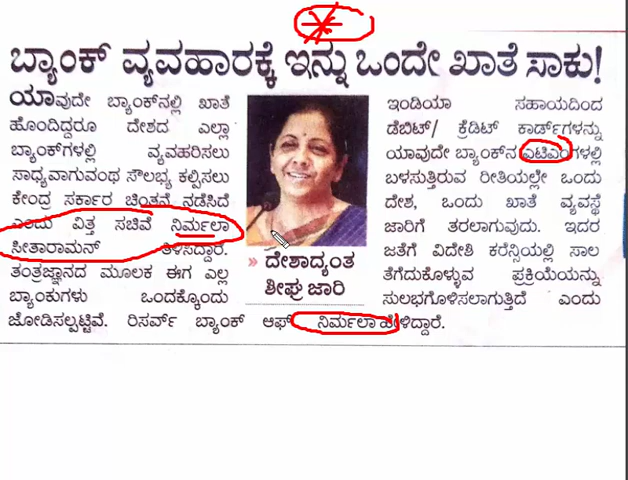 ಬ್ಯಾಂಕ್ ವ್ಯವಹಾರಕ್ಕೆ ಇನ್ನು ಒಂದೇ ಖಾತೆ ಸಾಕು!
ಯಾವುದೇ ಬ್ಯಾಂಕ್‌ನಲ್ಲಿ ಖಾತೆ
ಹೊಂದಿದ್ದರೂ ದೇಶದ ಎಲ್ಲಾ
ಬ್ಯಾಂಕ್‌ಗಳಲ್ಲಿ ವ್ಯವಹರಿಸಲು
ಸಾಧ್ಯವಾಗುವಂಥ ಸೌಲಭ್ಯ ಕಲ್ಪಿಸಲು
ಕೇಂದ್ರ ಸರ್ಕಾರ ಚಿಂತನೆ ನಡೆಸಿದೆ
ಎಂದು ವಿತ್ತ ಸಚಿವೆ ನಿರ್ಮಲಾ
ಸೀತಾರಾಮನ್ ತಿಳಿಸಿದ್ದಾರೆ.
ತಂತ್ರಜ್ಞಾನದ ಮೂಲಕ ಈಗ ಎಲ್ಲ
ಬ್ಯಾಂಕುಗಳು ಒಂದಕ್ಕೊಂದು
ಜೋಡಿಸಲ್ಪಟ್ಟಿವೆ. ರಿಸರ್ವ್ ಬ್ಯಾಂಕ್ ಆಫ್
» ದೇಶಾದ್ಯಂತ
ಶೀಘ್ರ ಜಾರಿ
ಇಂಡಿಯಾ ಸಹಾಯದಿಂದ
ಡೆಬಿಟ್/ ಕ್ರೆಡಿಟ್ ಕಾರ್ಡ್‌ಗಳನ್ನು
ಯಾವುದೇ ಬ್ಯಾಂಕ್‌ನ ಎಟಿಎಂಗಳಲ್ಲಿ
ಬಳಸುತ್ತಿರುವ ರೀತಿಯಲ್ಲೇ ಒಂದು
ದೇಶ, ಒಂದು ಖಾತೆ ವ್ಯವಸ್ಥೆ
ಜಾರಿಗೆ ತರಲಾಗುವುದು. ಇದರ
ಜತೆಗೆ ವಿದೇಶಿ ಕರೆನ್ಸಿಯಲ್ಲಿ ಸಾಲ
ತೆಗೆದುಕೊಳ್ಳುವ ಪ್ರಕ್ರಿಯೆಯನ್ನು
ಸುಲಭಗೊಳಿಸಲಾಗುತ್ತಿದೆ ಎಂದು
ನಿರ್ಮಲಾ ಹೇಳಿದ್ದಾರೆ.